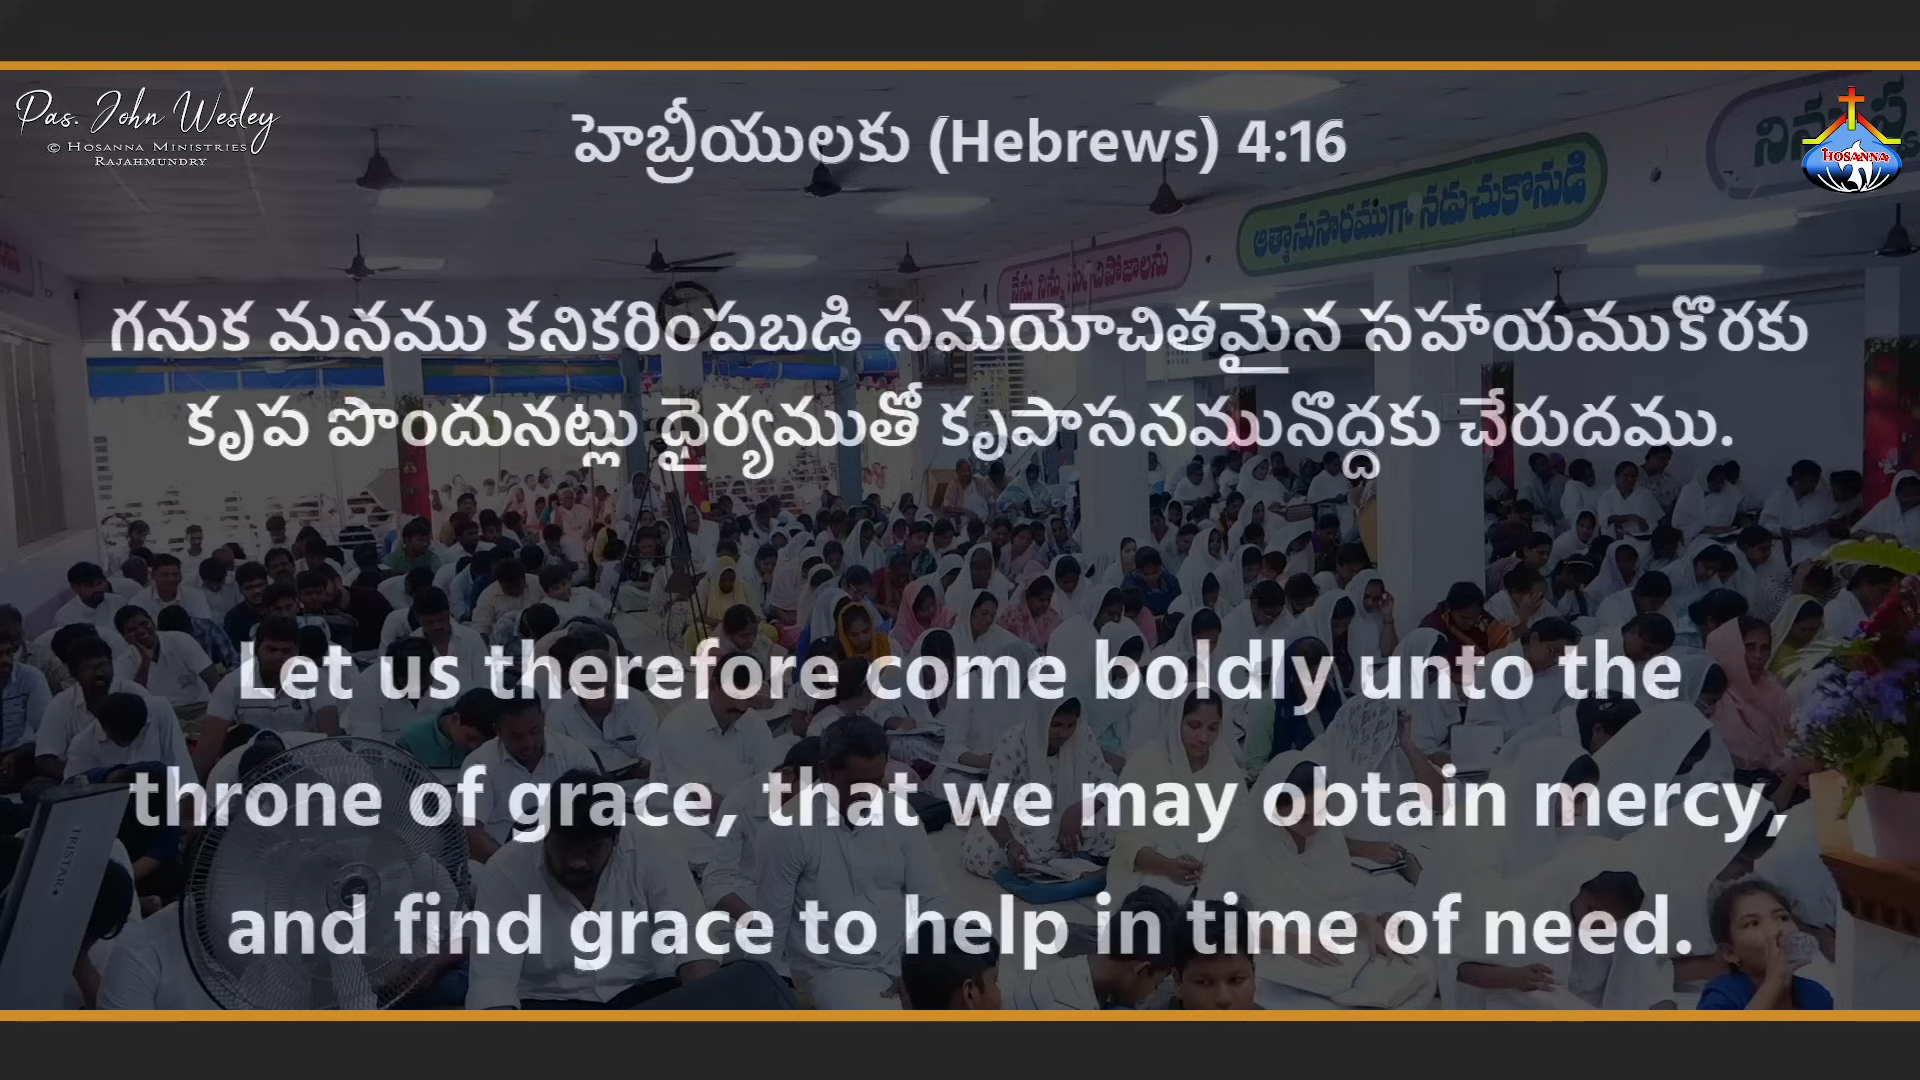 Pas. John Wesley
© HOSANNA MINISTRIES
RAJAHMUNDRY
హెబ్రీయులకు (Hebrews) 4:16
HOSANNA
ఆత్మానుసారముగా నడుచుకొనుడి
నేను నిన్ను
గనుక మనము కనికరింపబడి సమయోచితమైన సహాయముకొరకు
కృప పొందునట్లు ధైర్యముతో కృపాసనమునొద్దకు చేరుదము.
Let us therefore come boldly unto the
throne of grace, that we may obtain mercy,
and find grace to help in time of need.
TRISTAR